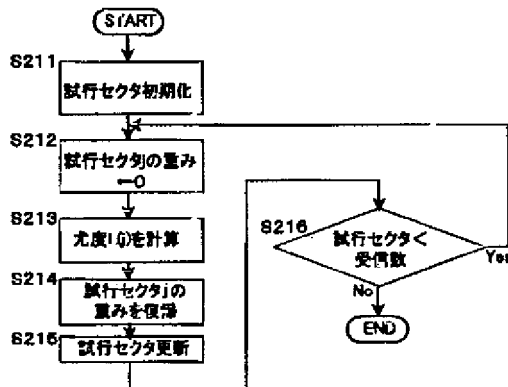 START
S211
試行セクタ初期化
S212
試行セクタjの重み
←0
S213
尤度l(j)を計算
S214
試行セクタjの
重みを復帰
S215
試行セクタ更新
S216
試行セクタ<
受信数
Yes
No
END